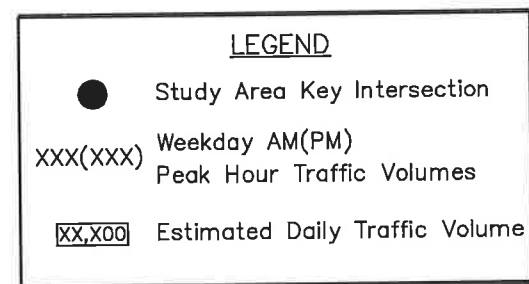 LEGEND
Study Area Key Intersection
XXX(XXX) Weekday AM(PM)
Peak Hour Traffic Volumes
XX,X00 Estimated Daily Traffic Volume